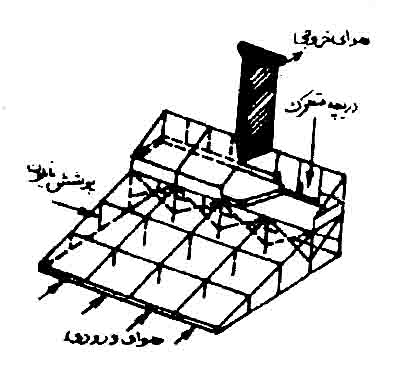 هوای خروجی
دریچه متحرک
پوشش نایلون
هوای ورودی